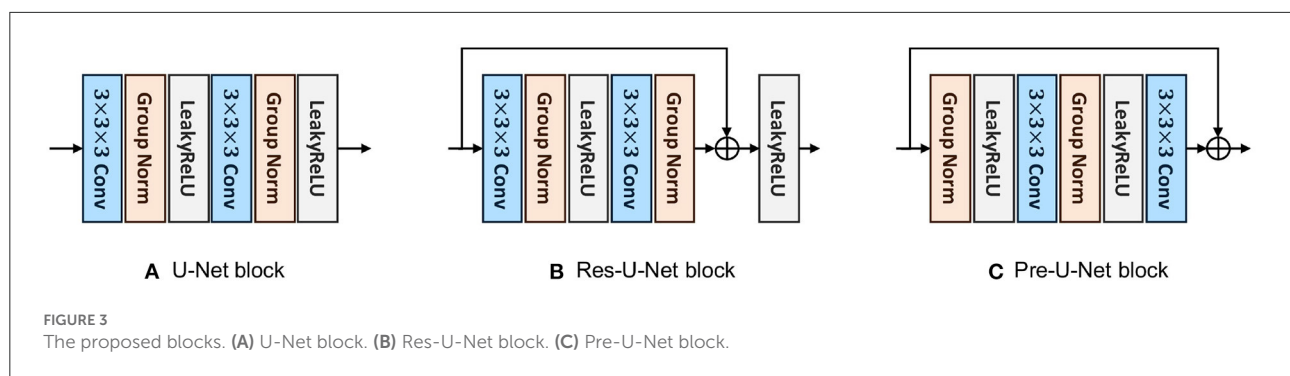 3×3×3 Conv
Group Norm
LeakyReLU
3×3×3 Conv
Group Norm
LeakyReLU
A U-Net block
3×3×3 Conv
Group Norm
LeakyReLU
3×3×3 Conv
Group Norm
LeakyReLU
B Res-U-Net block
Group Norm
LeakyReLU
3×3×3 Conv
Group Norm
LeakyReLU
3×3×3 Conv
C Pre-U-Net block
FIGURE 3
The proposed blocks. (A) U-Net block. (B) Res-U-Net block. (C) Pre-U-Net block.